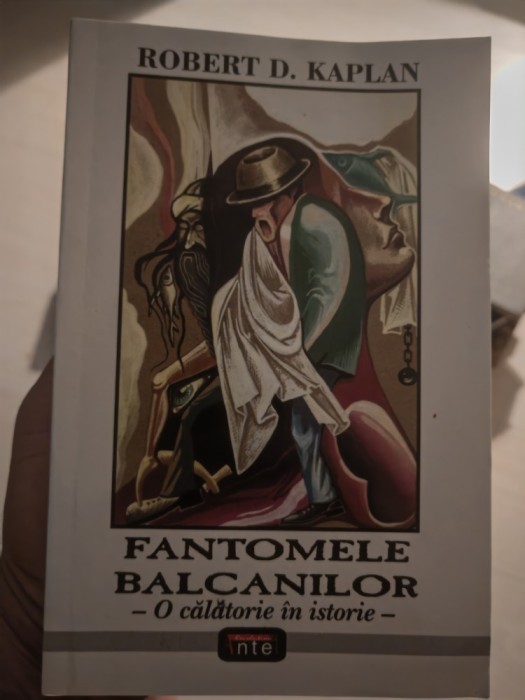 ROBERT D. KAPLAN
FANTOMELE
BALCANILOR
– O călătorie în istorie –
nte